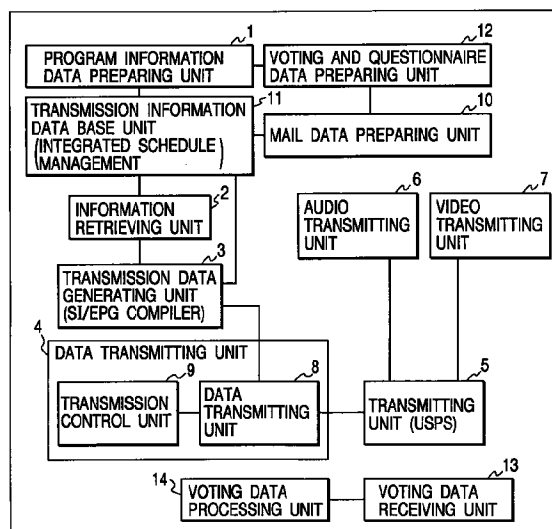 1
12
PROGRAM INFORMATION
DATA PREPARING UNIT
VOTING AND QUESTIONNAIRE
DATA PREPARING UNIT
11
10
TRANSMISSION INFORMATION
DATA BASE UNIT
(INTEGRATED SCHEDULE)
(MANAGEMENT
MAIL DATA PREPARING UNIT
2
6
7
INFORMATION
RETRIEVING UNIT
AUDIO
TRANSMITTING
UNIT
VIDEO
TRANSMITTING
UNIT
3
TRANSMISSION DATA
GENERATING UNIT
(SI/EPG COMPILER)
4
DATA TRANSMITTING UNIT
9
8
5
TRANSMISSION
CONTROL UNIT
DATA
TRANSMITTING
UNIT
TRANSMITTING
UNIT (USPS)
14
13
VOTING DATA
PROCESSING UNIT
VOTING DATA
RECEIVING UNIT